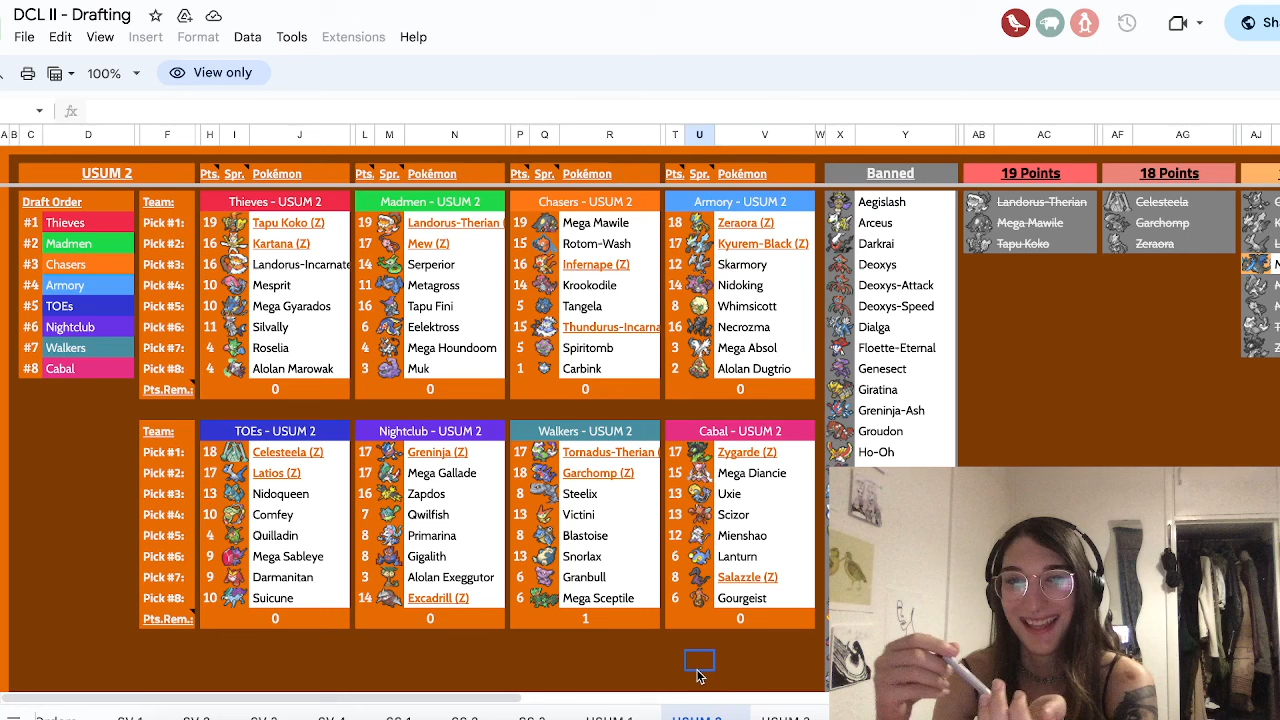 DCL II - Drafting
File Edit View Insert Format Data Tools Extensions Help
100% View only
fx
A B C D F H I J L M N P Q R T U V W X Y AB AC AF AG AJ
USUM 2 Pts. Spr. Pokémon Pts. Spr. Pokémon Pts. Spr. Pokémon Pts. Spr. Pokémon Banned 19 Points 18 Points
Draft Order Team: Thieves - USUM 2 Madmen - USUM 2 Chasers - USUM 2 Armory - USUM 2 Aegislash Landorus-Therian Celesteela
#1 Thieves Pick #1: 19 Tapu Koko (Z) 19 Landorus-Therian ( 19 Mega Mawile 18 Zeraora (Z) Arceus Mega Mawile Garchomp
#2 Madmen Pick #2: 16 Kartana (Z) 17 Mew (Z) 15 Rotom-Wash 17 Kyurem-Black (Z) Darkrai Tapu Koko Zeraora
#3 Chasers Pick #3: 16 Landorus-Incarnate 14 Serperior 16 Infernape (Z) 12 Skarmory Deoxys
#4 Armory Pick #4: 10 Mesprit 11 Metagross 14 Krookodile 14 Nidoking Deoxys-Attack
#5 TOEs Pick #5: 10 Mega Gyarados 16 Tapu Fini 5 Tangela 8 Whimsicott Deoxys-Speed
#6 Nightclub Pick #6: 11 Silvally 6 Eelektross 15 Thundurus-Incarna 16 Necrozma Dialga
#7 Walkers Pick #7: 4 Roselia 4 Mega Houndoom 5 Spiritomb 3 Mega Absol Floette-Eternal
#8 Cabal Pick #8: 4 Alolan Marowak 3 Muk 1 Carbink 2 Alolan Dugtrio Genesect
Pts.Rem.: 0 0 0 0 Giratina
Greninja-Ash
Team: TOEs - USUM 2 Nightclub - USUM 2 Walkers - USUM 2 Cabal - USUM 2 Groudon
Pick #1: 18 Celesteela (Z) 17 Greninja (Z) 17 Tornadus-Therian ( 17 Zygarde (Z) Ho-Oh
Pick #2: 17 Latios (Z) 17 Mega Gallade 18 Garchomp (Z) 15 Mega Diancie
Pick #3: 13 Nidoqueen 16 Zapdos 8 Steelix 13 Uxie
Pick #4: 10 Comfey 7 Qwilfish 13 Victini 13 Scizor
Pick #5: 4 Quilladin 8 Primarina 8 Blastoise 12 Mienshao
Pick #6: 9 Mega Sableye 8 Gigalith 13 Snorlax 6 Lanturn
Pick #7: 9 Darmanitan 3 Alolan Exeggutor 6 Granbull 8 Salazzle (Z)
Pick #8: 10 Suicune 14 Excadrill (Z) 6 Mega Sceptile 6 Gourgeist
Pts.Rem.: 0 0 1 0